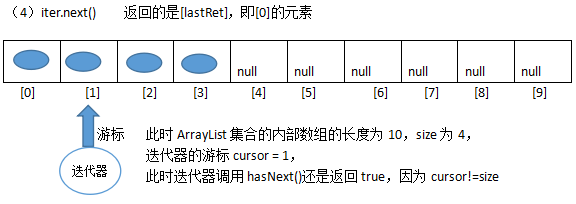 （4）iter.next() 返回的是[lastRet]，即[0]的元素
null null null null null null
[0] [1] [2] [3] [4] [5] [6] [7] [8] [9]
游标
迭代器
此时 ArrayList 集合的内部数组的长度为 10，size 为 4，
迭代器的游标 cursor = 1，
此时迭代器调用 hasNext()还是返回 true，因为 cursor!=size